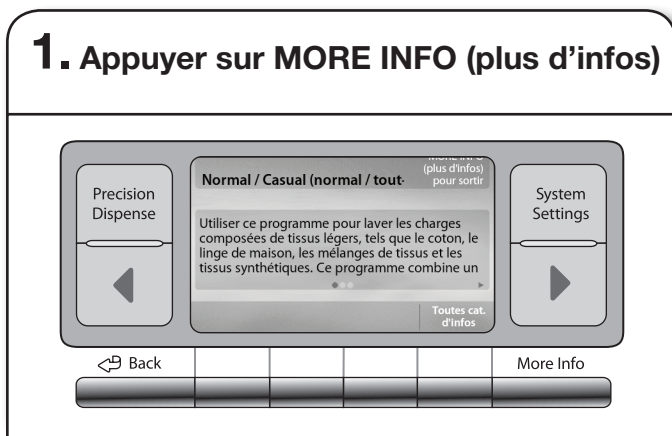 1. Appuyer sur MORE INFO (plus d'infos)
Precision
Dispense
MORE INFO
(plus d'infos)
pour sortir
Normal / Casual (normal / tout-
Utiliser ce programme pour laver les charges
composées de tissus légers, tels que le coton, le
linge de maison, les mélanges de tissus et les
tissus synthétiques. Ce programme combine un
Toutes cat.
d'infos
System
Settings
Back
More Info